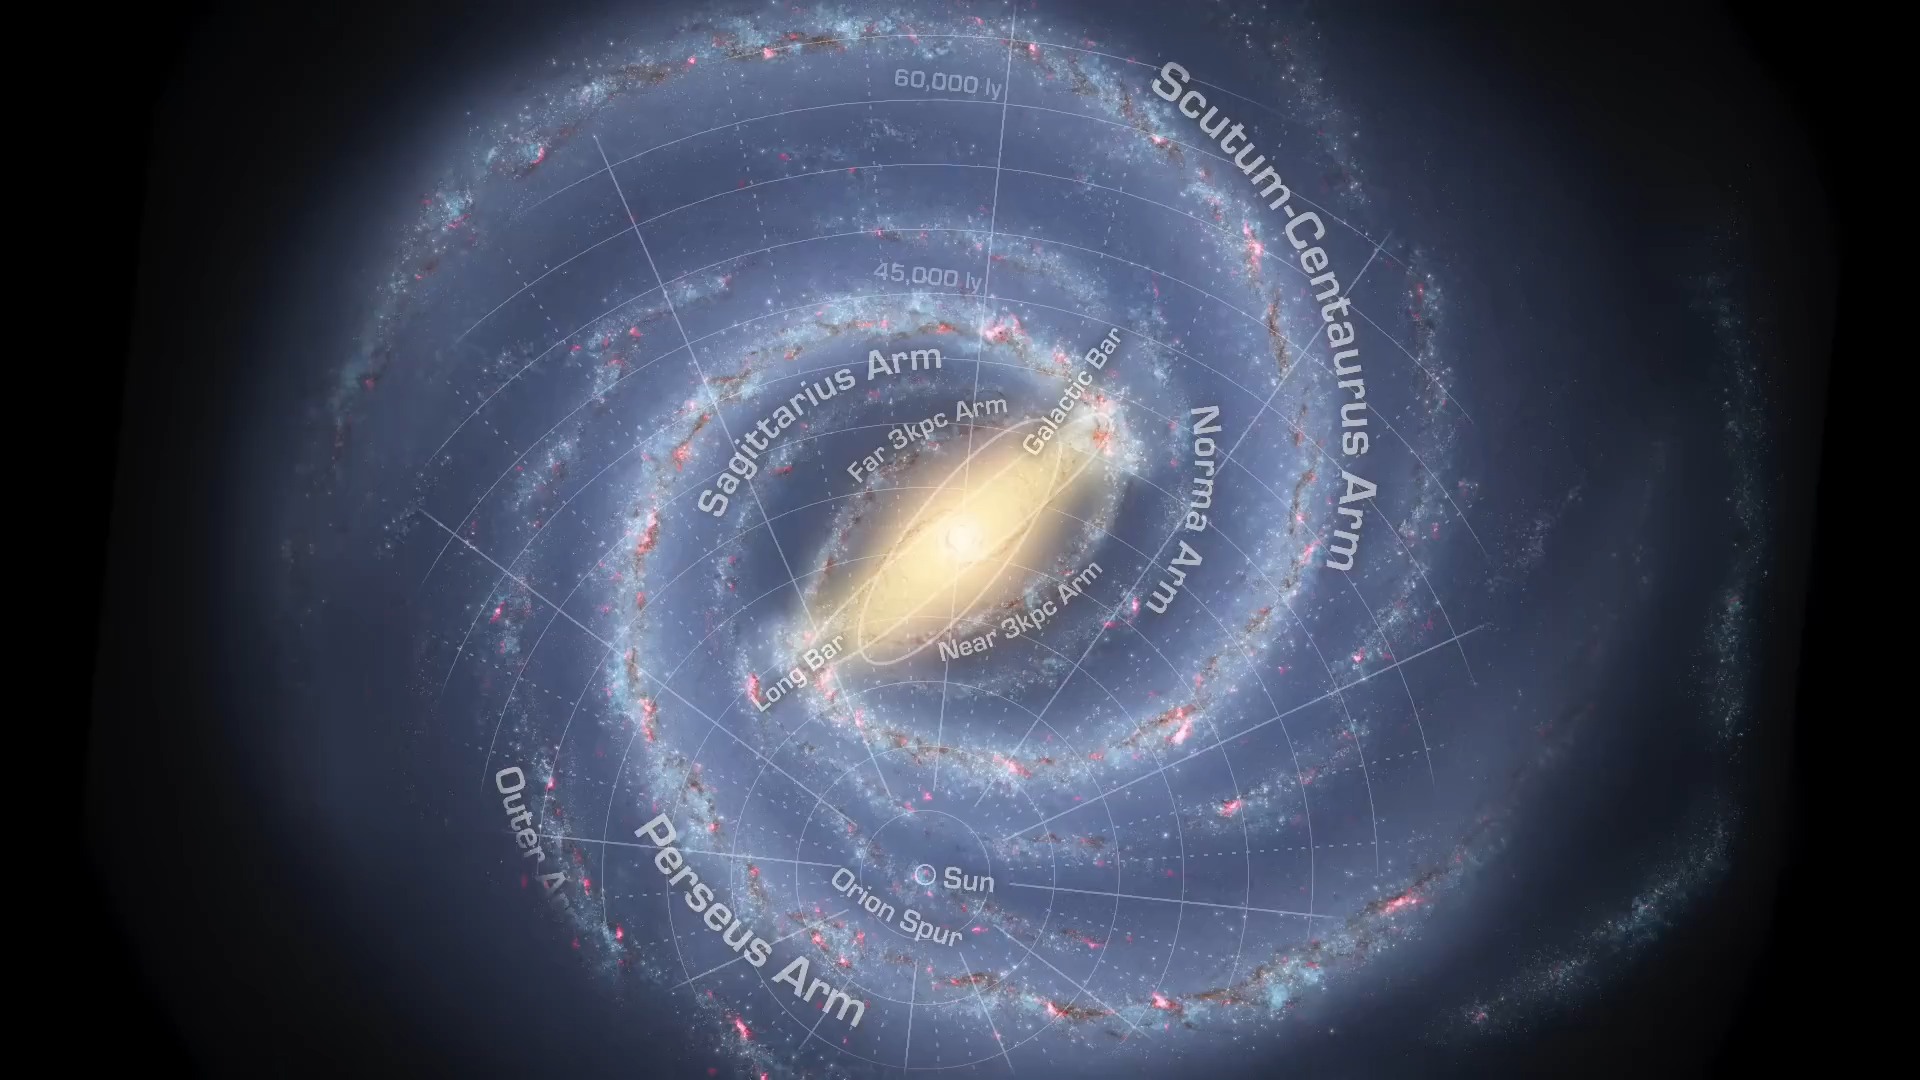 60,000 ly
Scutum-Centaurus Arm
45,000 ly
Sagittarius Arm
Galactic Bar
Far 3kpc Arm
Norma Arm
Near 3kpc Arm
Long Bar
Outer Arm
Perseus Arm
Sun
Orion Spur